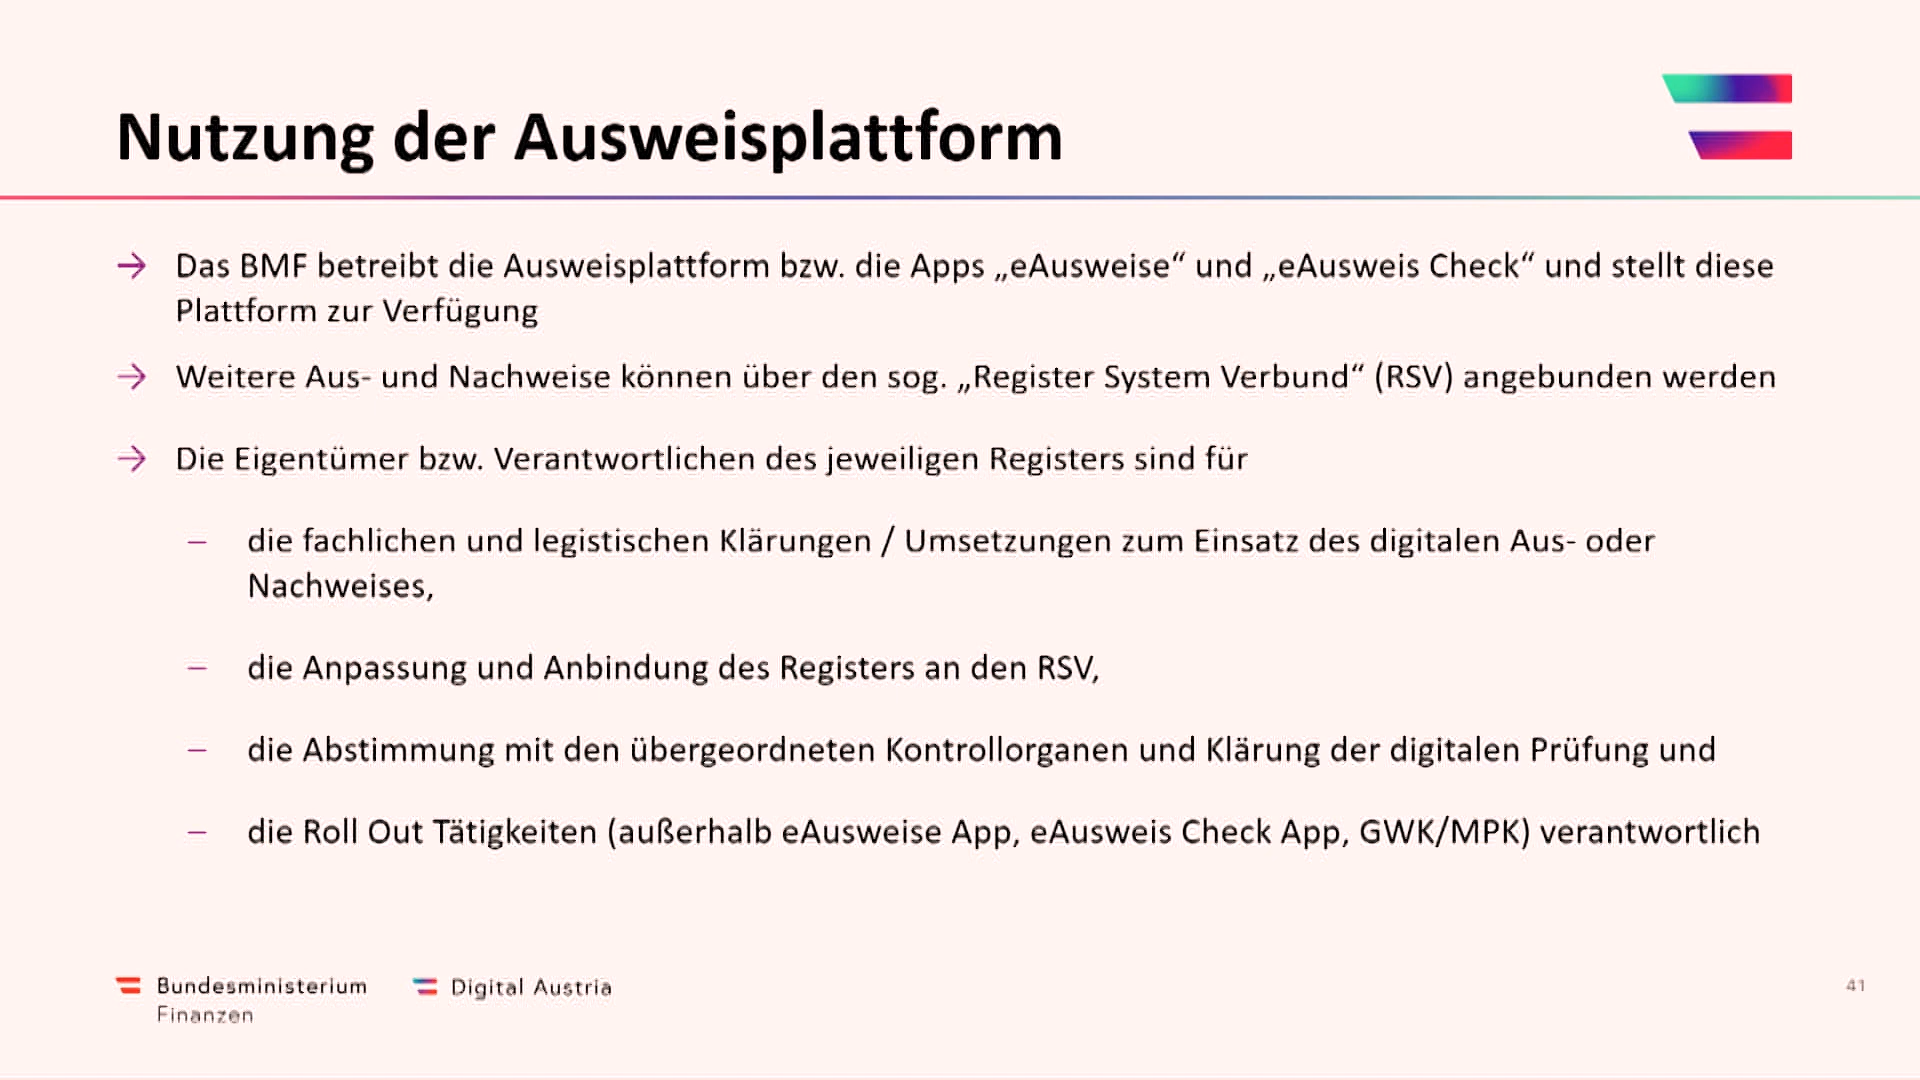 Nutzung der Ausweisplattform
→ Das BMF betreibt die Ausweisplattform bzw. die Apps „eAusweise“ und „eAusweis Check“ und stellt diese
Plattform zur Verfügung
→ Weitere Aus- und Nachweise können über den sog. „Register System Verbund“ (RSV) angebunden werden
→ Die Eigentümer bzw. Verantwortlichen des jeweiligen Registers sind für
– die fachlichen und legistischen Klärungen / Umsetzungen zum Einsatz des digitalen Aus- oder
Nachweises,
– die Anpassung und Anbindung des Registers an den RSV,
– die Abstimmung mit den übergeordneten Kontrollorganen und Klärung der digitalen Prüfung und
– die Roll Out Tätigkeiten (außerhalb eAusweise App, eAusweis Check App, GWK/MPK) verantwortlich
Bundesministerium
Finanzen
Digital Austria
41